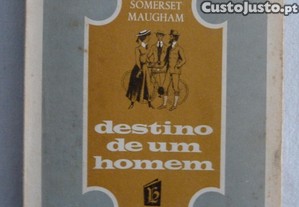 CustoJusto.pt
SOMERSET
MAUGHAM
destino
de um
homem